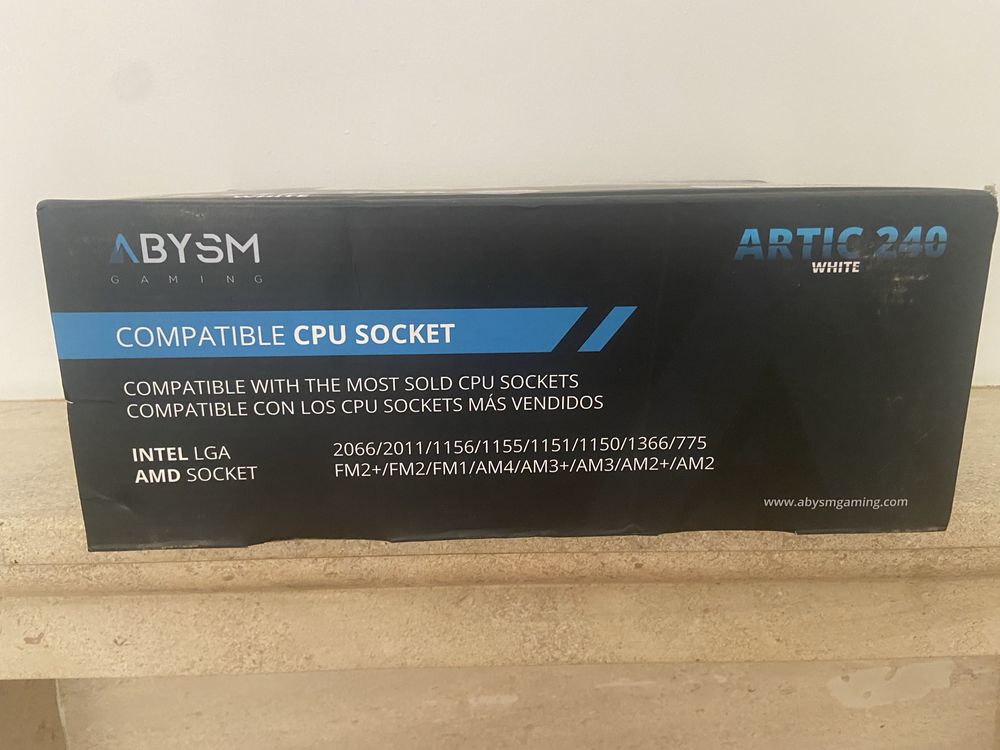 ABYSM
GAMING
ARTIC 240
WHITE
COMPATIBLE CPU SOCKET
COMPATIBLE WITH THE MOST SOLD CPU SOCKETS
COMPATIBLE CON LOS CPU SOCKETS MÁS VENDIDOS
INTEL LGA 2066/2011/1156/1155/1151/1150/1366/775
AMD SOCKET FM2+/FM2/FM1/AM4/AM3+/AM3/AM2+/AM2
www.abysmgaming.com